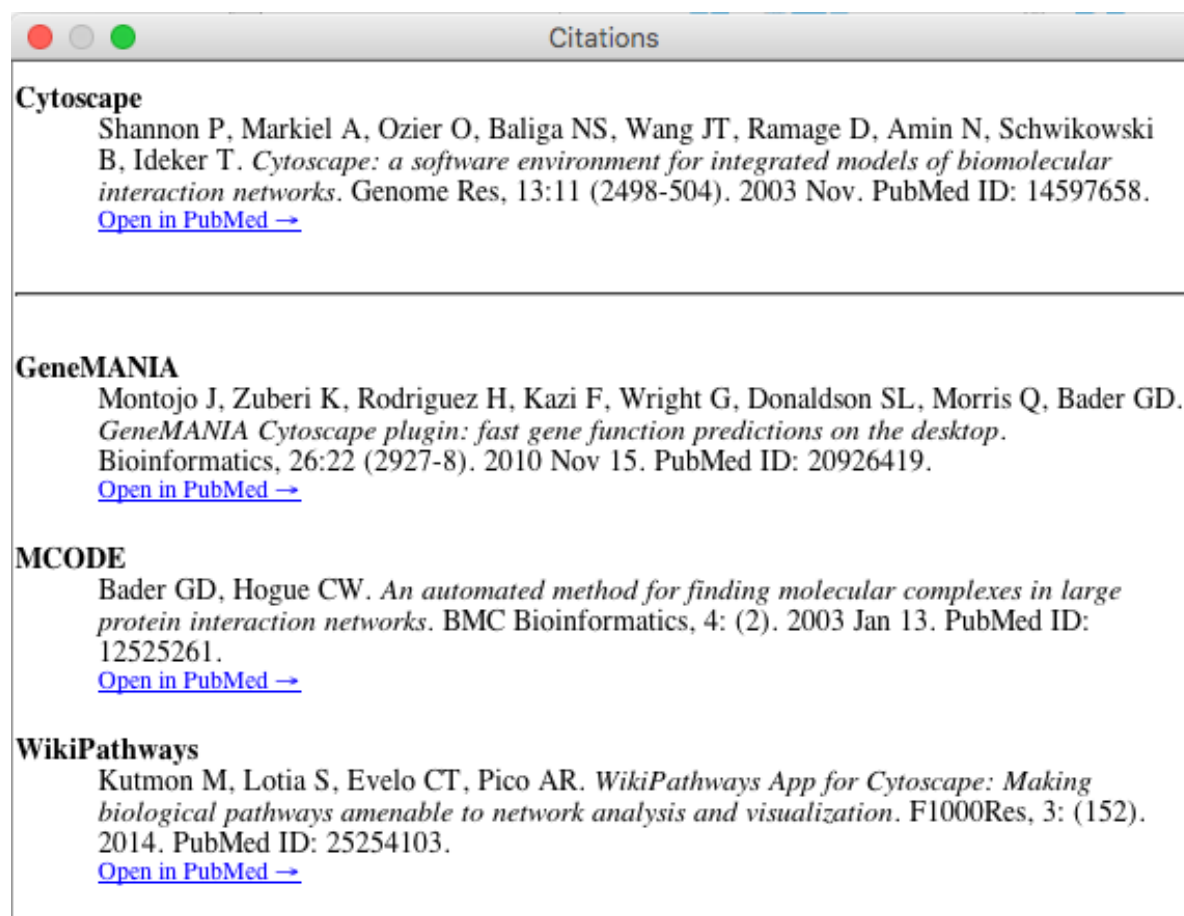 Citations
Cytoscape
Shannon P, Markiel A, Ozier O, Baliga NS, Wang JT, Ramage D, Amin N, Schwikowski
B, Ideker T. Cytoscape: a software environment for integrated models of biomolecular
interaction networks. Genome Res, 13:11 (2498-504). 2003 Nov. PubMed ID: 14597658.
Open in PubMed →
GeneMANIA
Montojo J, Zuberi K, Rodriguez H, Kazi F, Wright G, Donaldson SL, Morris Q, Bader GD.
GeneMANIA Cytoscape plugin: fast gene function predictions on the desktop.
Bioinformatics, 26:22 (2927-8). 2010 Nov 15. PubMed ID: 20926419.
Open in PubMed →
MCODE
Bader GD, Hogue CW. An automated method for finding molecular complexes in large
protein interaction networks. BMC Bioinformatics, 4: (2). 2003 Jan 13. PubMed ID:
12525261.
Open in PubMed →
WikiPathways
Kutmon M, Lotia S, Evelo CT, Pico AR. WikiPathways App for Cytoscape: Making
biological pathways amenable to network analysis and visualization. F1000Res, 3: (152).
2014. PubMed ID: 25254103.
Open in PubMed →